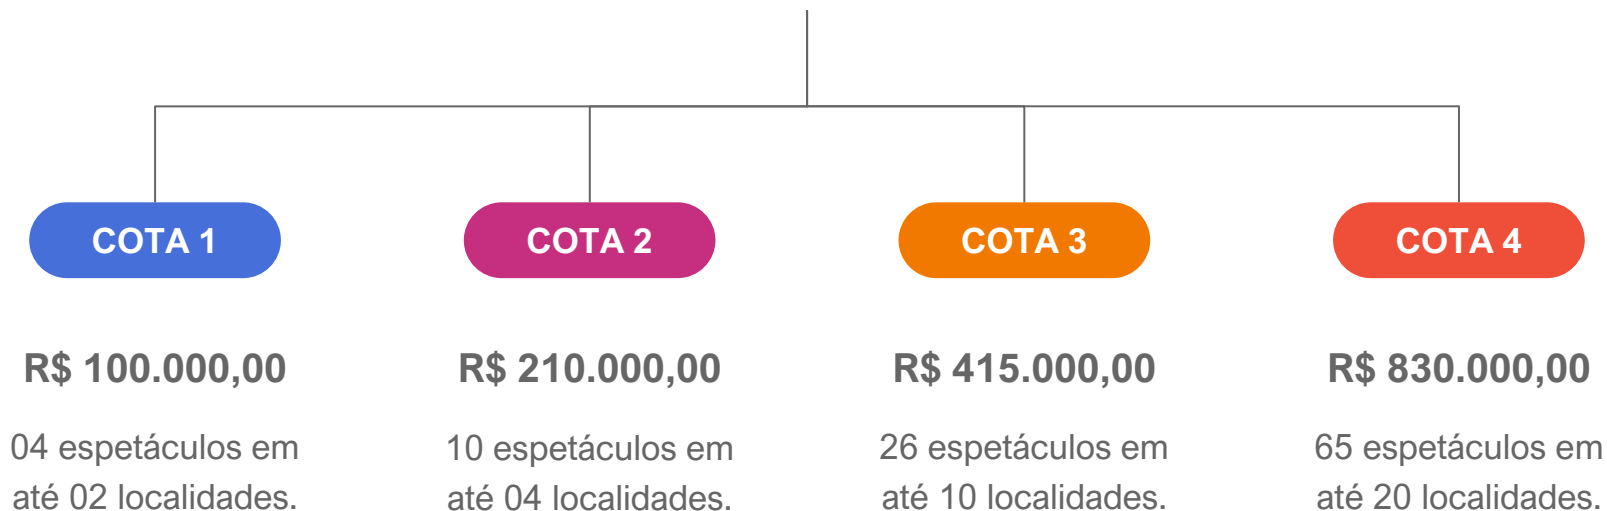 COTA 1
R$ 100.000,00
04 espetáculos em
até 02 localidades.
COTA 2
R$ 210.000,00
10 espetáculos em
até 04 localidades.
COTA 3
R$ 415.000,00
26 espetáculos em
até 10 localidades.
COTA 4
R$ 830.000,00
65 espetáculos em
até 20 localidades.